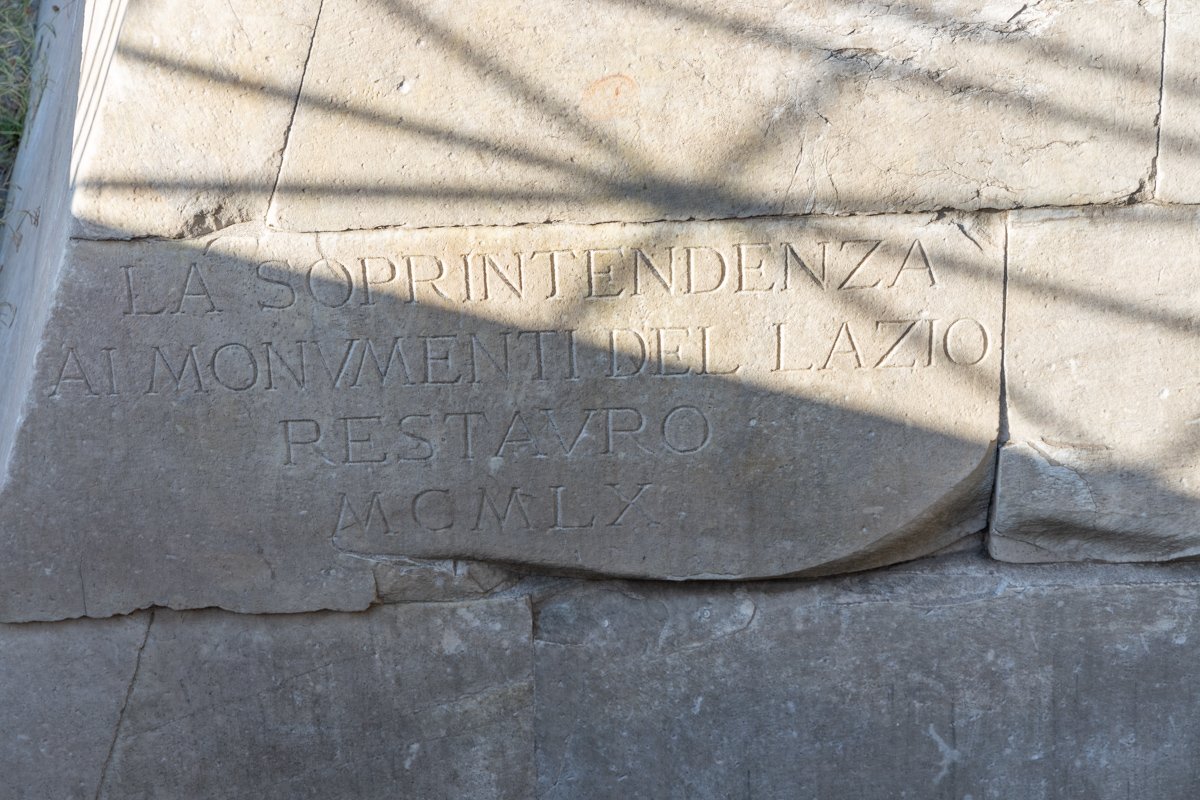 LA SOPRINTENDENZA
AI MONVMENTI DEL LAZIO
RESTAVRO
MCMLX